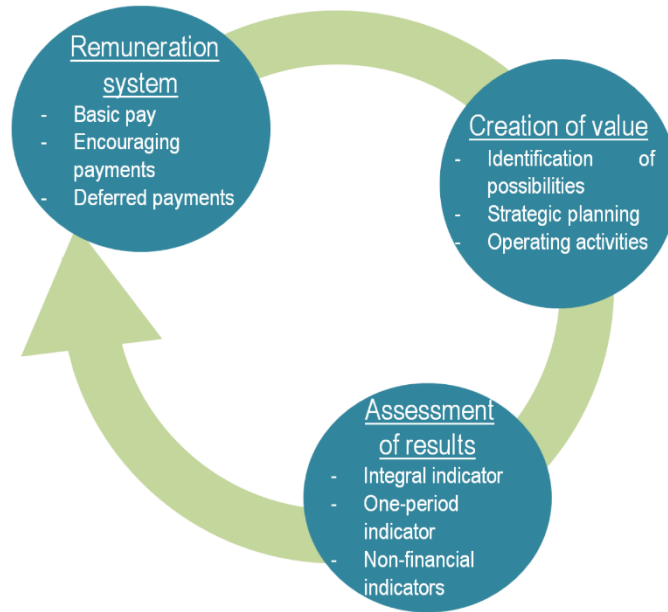 Remuneration
system
- Basic pay
- Encouraging
payments
- Deferred payments
Creation of value
- Identification of
possibilities
- Strategic planning
- Operating activities
Assessment
of results
- Integral indicator
- One-period
indicator
- Non-financial
indicators